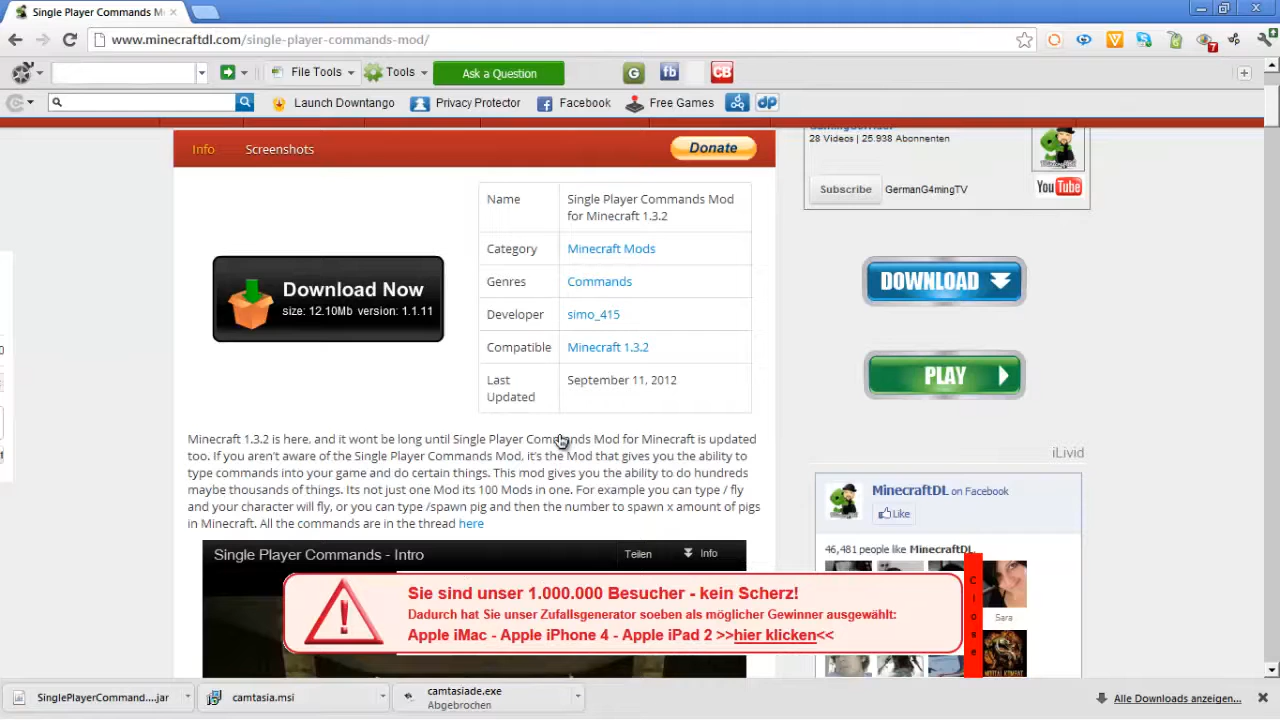 Single Player Commands M
www.minecraftdl.com/single-player-commands-mod/
7
File Tools
Tools
Ask a Question
G
fb
CB
Launch Downtango
Privacy Protector
Facebook
Free Games
dp
Info
Screenshots
Donate
28 Videos | 25.938 Abonnenten
Subscribe
GermanG4mingTV
You Tube
Name
Single Player Commands Mod
for Minecraft 1.3.2
Category
Minecraft Mods
Genres
Commands
Developer
simo_415
Compatible
Minecraft 1.3.2
Last
Updated
September 11, 2012
Download Now
size: 12.10Mb version: 1.1.11
DOWNLOAD
PLAY
Minecraft 1.3.2 is here, and it wont be long until Single Player Commands Mod for Minecraft is updated
too. If you aren't aware of the Single Player Commands Mod, it's the Mod that gives you the ability to
type commands into your game and do certain things. This mod gives you the ability to do hundreds
maybe thousands of things. Its not just one Mod its 100 Mods in one. For example you can type / fly
and your character will fly, or you can type /spawn pig and then the number to spawn x amount of pigs
in Minecraft. All the commands are in the thread here
iLivid
MinecraftDL on Facebook
Like
46,481 people like MinecraftDL.
Sara
Single Player Commands - Intro
Teilen
Info
Sie sind unser 1.000.000 Besucher - kein Scherz!
Dadurch hat Sie unser Zufallsgenerator soeben als möglicher Gewinner ausgewählt:
Apple iMac - Apple iPhone 4 - Apple iPad 2 >>hier klicken<<
Close
SinglePlayerCommand....jar
camtasia.msi
camtasiade.exe
Abgebrochen
Alle Downloads anzeigen...